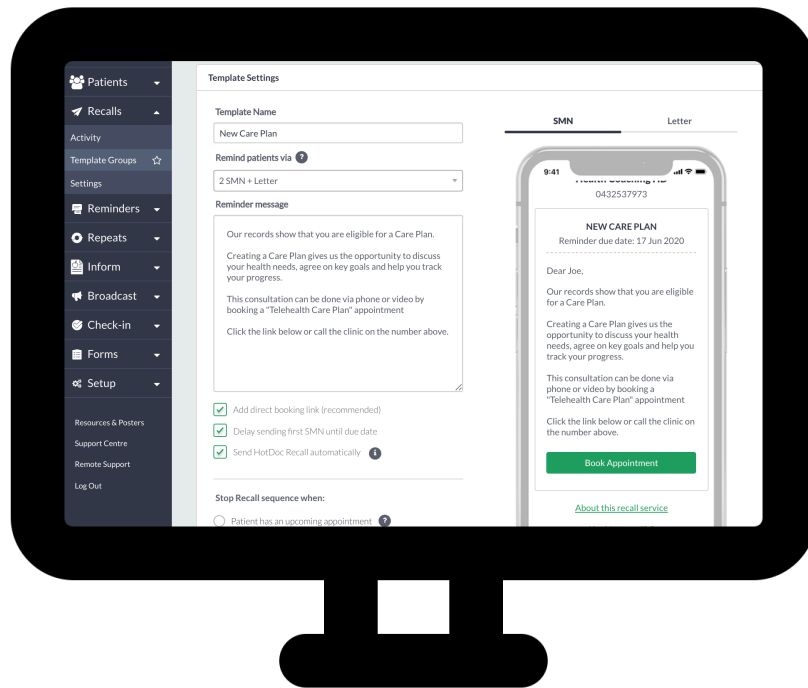 Patients
Recalls
Activity
Template Groups
Settings
Reminders
Repeats
Inform
Broadcast
Check-in
Forms
Setup
Resources & Posters
Support Centre
Remote Support
Log Out
Template Settings
Template Name
New Care Plan
Remind patients via ?
2 SMN + Letter
Reminder message
Our records show that you are eligible for a Care Plan.
Creating a Care Plan gives us the opportunity to discuss
your health needs, agree on key goals and help you track
your progress.
This consultation can be done via phone or video by
booking a "Telehealth Care Plan" appointment
Click the link below or call the clinic on the number above.
Add direct booking link (recommended)
Delay sending first SMN until due date
Send HotDoc Recall automatically i
Stop Recall sequence when:
Patient has an upcoming appointment ?
SMN
Letter
9:41
0432537973
NEW CARE PLAN
Reminder due date: 17 Jun 2020
Dear Joe,
Our records show that you are eligible
for a Care Plan.
Creating a Care Plan gives us the
opportunity to discuss your health
needs, agree on key goals and help you
track your progress.
This consultation can be done via
phone or video by booking a
"Telehealth Care Plan" appointment
Click the link below or call the clinic on
the number above.
Book Appointment
About this recall service